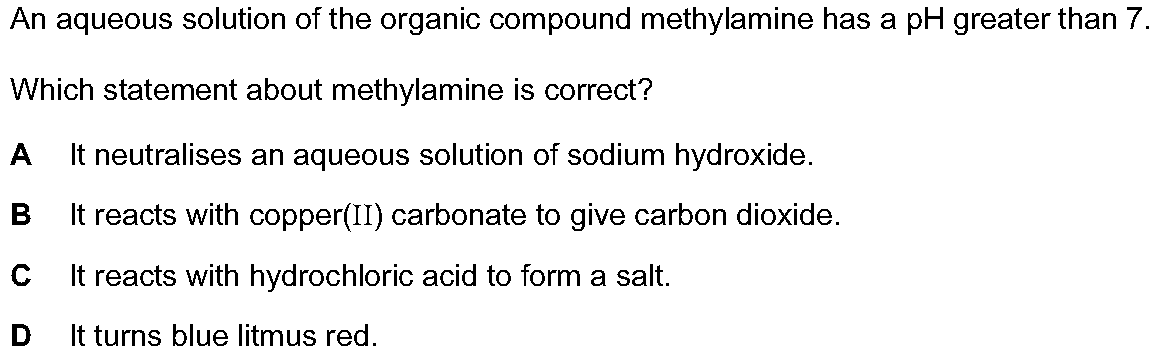 An aqueous solution of the organic compound methylamine has a pH greater than 7.
Which statement about methylamine is correct?
A It neutralises an aqueous solution of sodium hydroxide.
B It reacts with copper(II) carbonate to give carbon dioxide.
C It reacts with hydrochloric acid to form a salt.
D It turns blue litmus red.